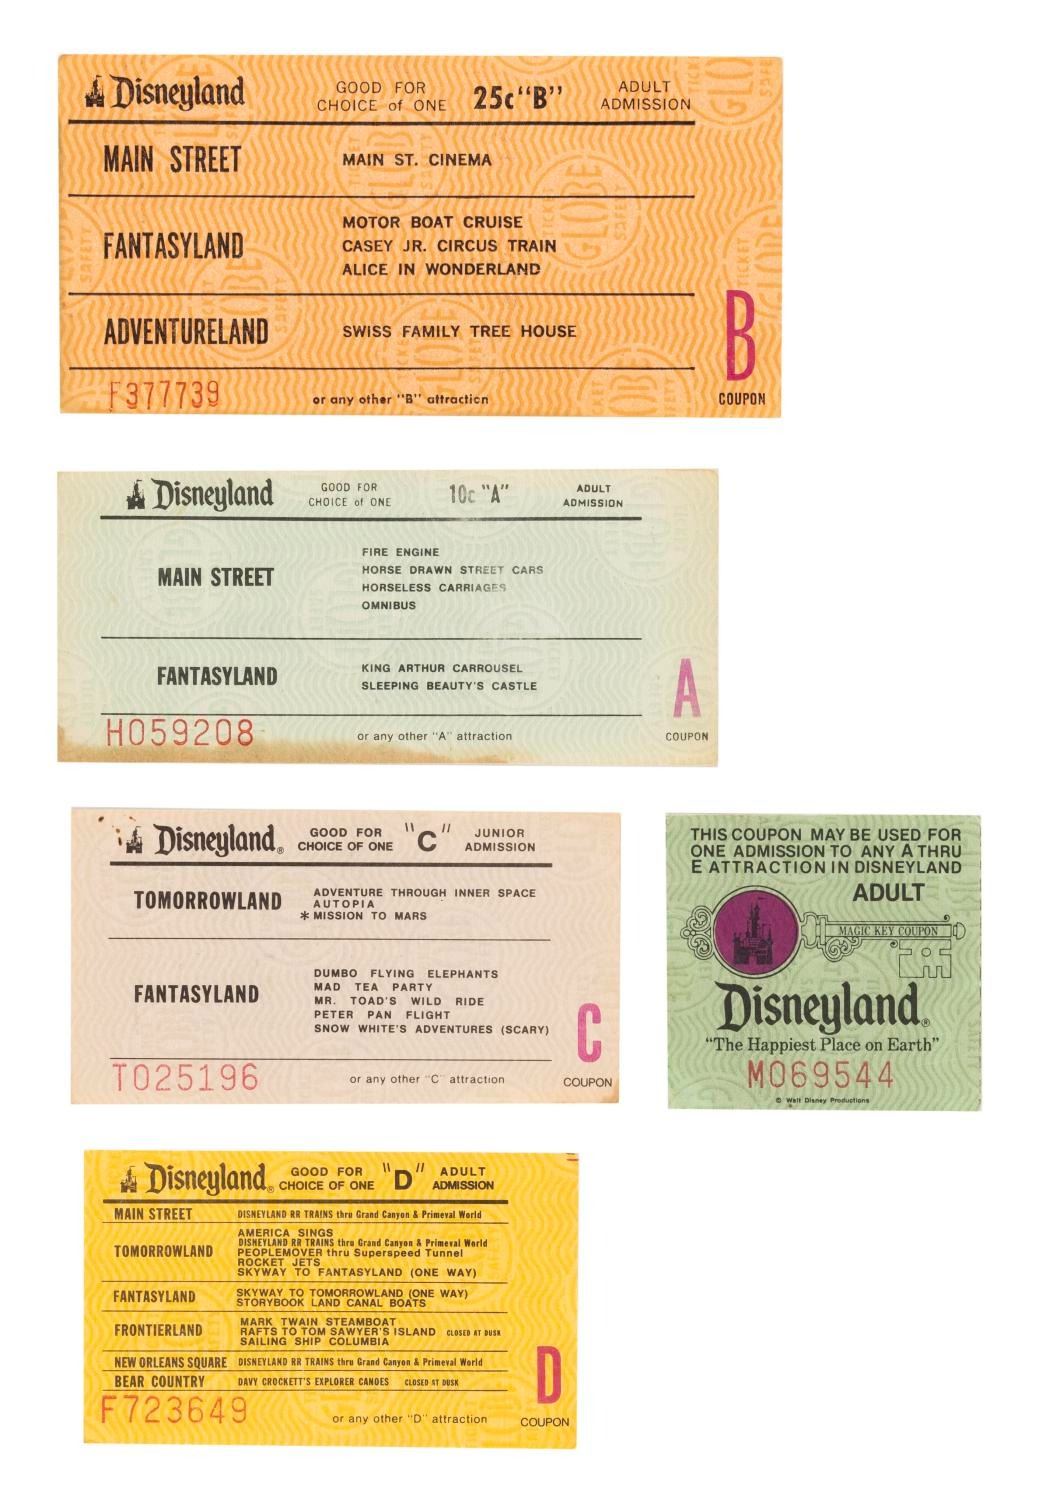 Disneyland GOOD FOR CHOICE of ONE 25c "B" ADULT ADMISSION
MAIN STREET MAIN ST. CINEMA
FANTASYLAND MOTOR BOAT CRUISE
CASEY JR. CIRCUS TRAIN
ALICE IN WONDERLAND
ADVENTURELAND SWISS FAMILY TREE HOUSE
B
F377739 or any other "B" attraction COUPON
Disneyland GOOD FOR CHOICE of ONE 10c "A" ADULT ADMISSION
MAIN STREET FIRE ENGINE
HORSE DRAWN STREET CARS
HORSELESS CARRIAGES
OMNIBUS
FANTASYLAND KING ARTHUR CARROUSEL
SLEEPING BEAUTY'S CASTLE
A
H059208 or any other "A" attraction COUPON
Disneyland® GOOD FOR CHOICE OF ONE "C" JUNIOR ADMISSION
TOMORROWLAND ADVENTURE THROUGH INNER SPACE
AUTOPIA
* MISSION TO MARS
FANTASYLAND DUMBO FLYING ELEPHANTS
MAD TEA PARTY
MR. TOAD'S WILD RIDE
PETER PAN FLIGHT
SNOW WHITE'S ADVENTURES (SCARY)
C
T025196 or any other "C" attraction COUPON
THIS COUPON MAY BE USED FOR
ONE ADMISSION TO ANY A THRU
E ATTRACTION IN DISNEYLAND
ADULT
MAGIC KEY COUPON
Disneyland®
"The Happiest Place on Earth"
M069544
© Walt Disney Productions
Disneyland® GOOD FOR CHOICE OF ONE "D" ADULT ADMISSION
MAIN STREET DISNEYLAND RR TRAINS thru Grand Canyon & Primeval World
TOMORROWLAND AMERICA SINGS
DISNEYLAND RR TRAINS thru Grand Canyon & Primeval World
PEOPLEMOVER thru Superspeed Tunnel
ROCKET JETS
SKYWAY TO FANTASYLAND (ONE WAY)
FANTASYLAND SKYWAY TO TOMORROWLAND (ONE WAY)
STORYBOOK LAND CANAL BOATS
FRONTIERLAND MARK TWAIN STEAMBOAT
RAFTS TO TOM SAWYER'S ISLAND CLOSED AT DUSK
SAILING SHIP COLUMBIA
NEW ORLEANS SQUARE DISNEYLAND RR TRAINS thru Grand Canyon & Primeval World
BEAR COUNTRY DAVY CROCKETT'S EXPLORER CANOES CLOSED AT DUSK
D
F723649 or any other "D" attraction COUPON